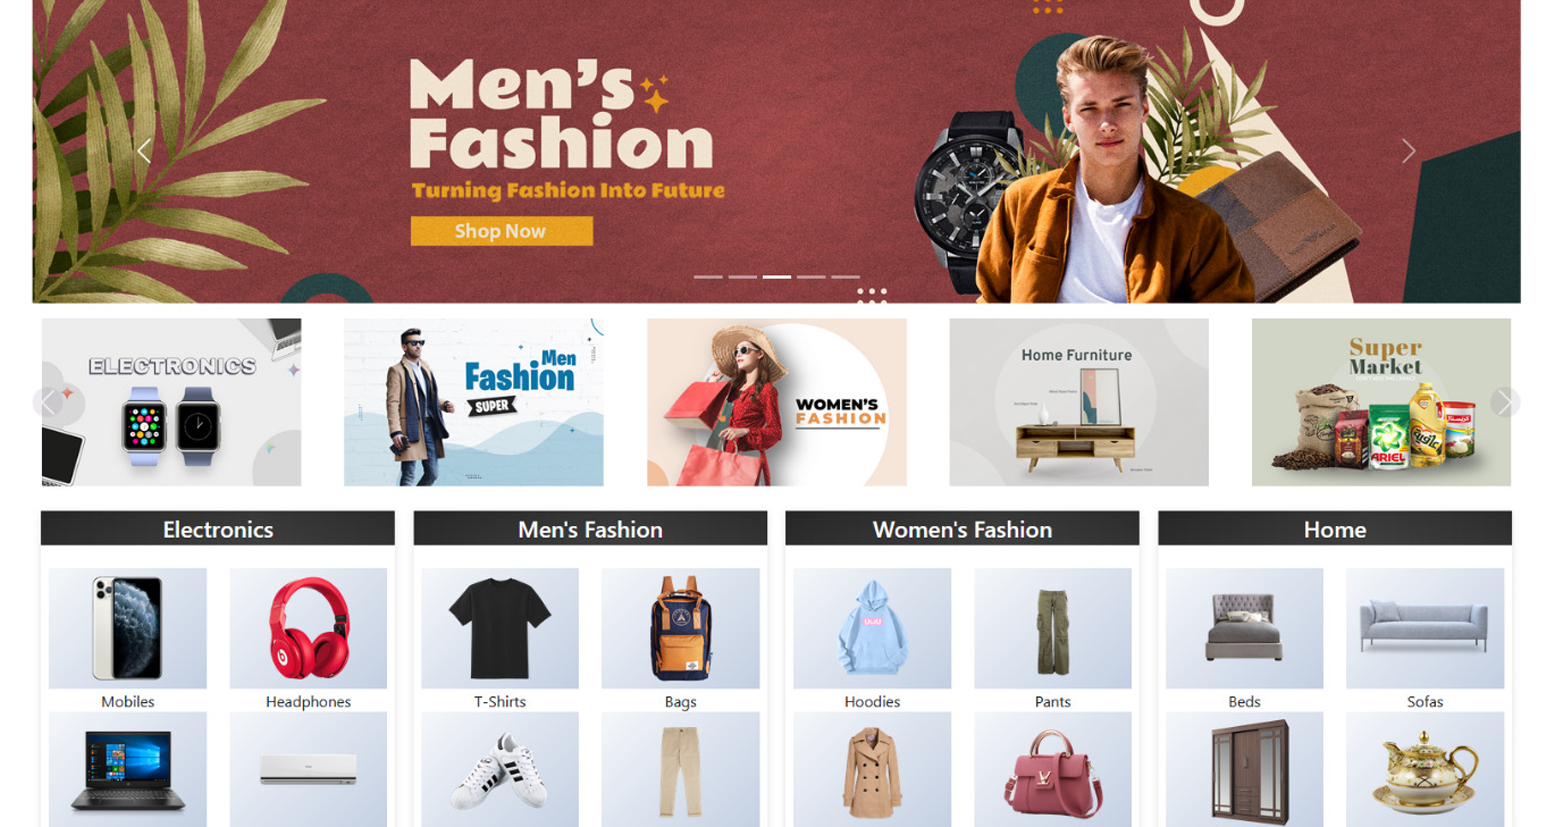 Men's
Fashion
Turning Fashion Into Future
Shop Now
ELECTRONICS
Men
Fashion
SUPER
WOMEN'S
FASHION
Home Furniture
Super
Market
ARIEL
Electronics
Men's Fashion
Women's Fashion
Home
Mobiles
Headphones
T-Shirts
Bags
Hoodies
Pants
Beds
Sofas